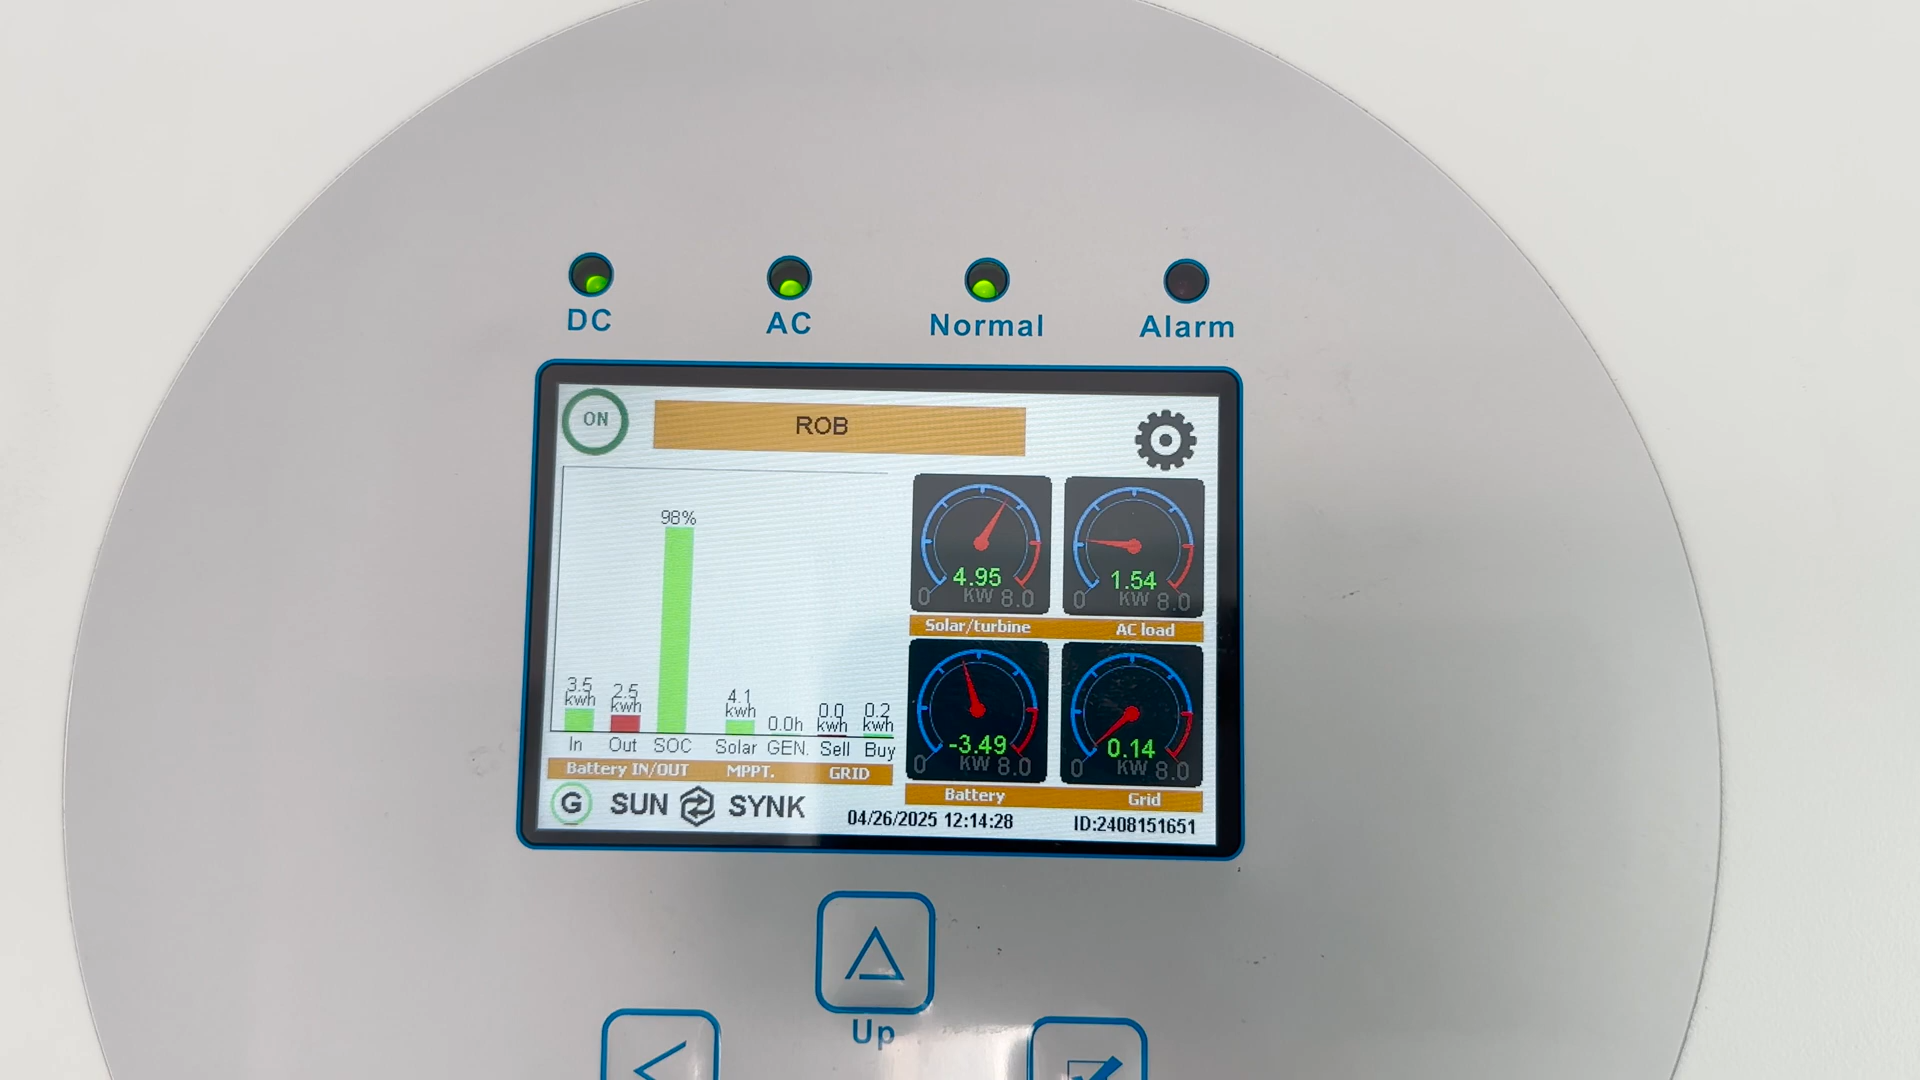 DC AC Normal Alarm
ON ROB
98%
3.5 kwh
2.5 kwh
4.1 kwh
0.0h
0.0 kwh
0.2 kwh
In Out SOC Solar GEN. Sell Buy
Battery IN/OUT MPPT. GRID
4.95
0 KW 8.0
1.54
0 KW 8.0
Solar/turbine AC load
-3.49
0 KW 8.0
0.14
0 KW 8.0
Battery Grid
G SUN SYNK 04/26/2025 12:14:28 ID:2408151651
Up